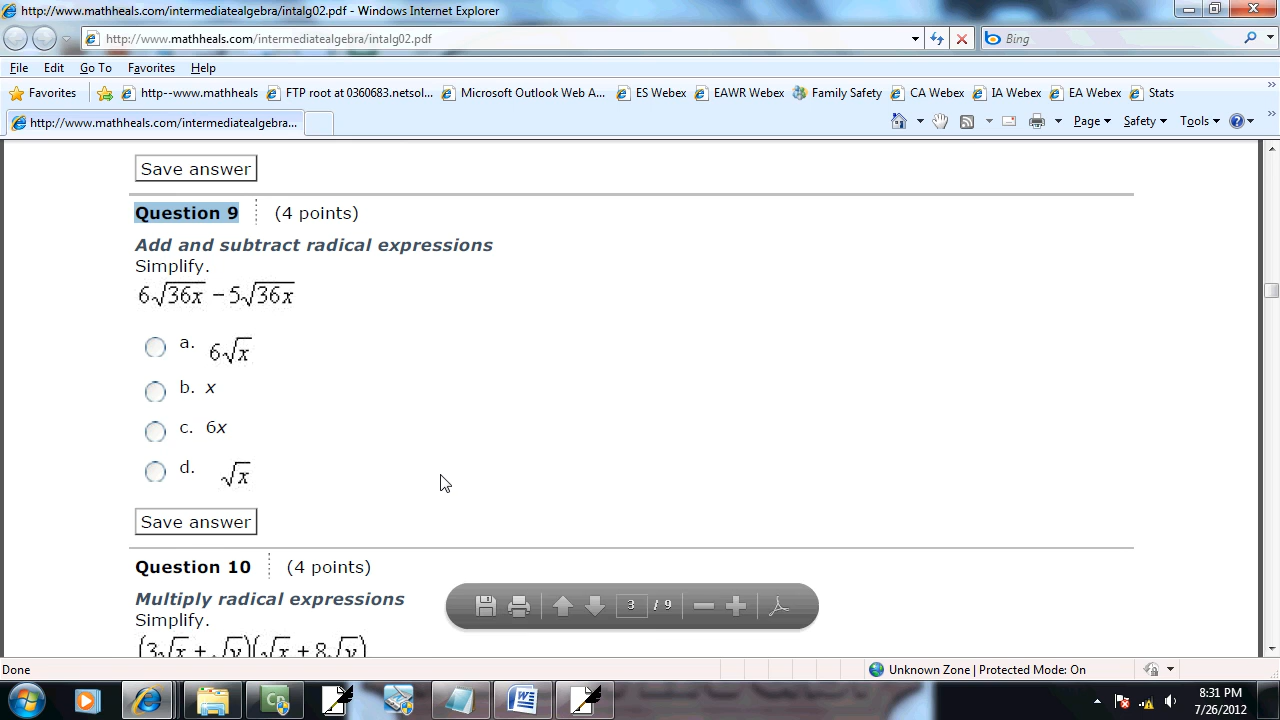 http://www.mathheals.com/intermediatealgebra/intalg02.pdf - Windows Internet Explorer
http://www.mathheals.com/intermediatealgebra/intalg02.pdf
Bing
File Edit Go To Favorites Help
Favorites http--www.mathheals FTP root at 0360683.netsol... Microsoft Outlook Web A... ES Webex EAWR Webex Family Safety CA Webex IA Webex EA Webex Stats
http://www.mathheals.com/intermediatealgebra...
Page Safety Tools
Save answer
Question 9 (4 points)
Add and subtract radical expressions
Simplify.
6√36x − 5√36x
a. 6√x
b. x
c. 6x
d. √x
Save answer
Question 10 (4 points)
Multiply radical expressions
Simplify.
(3√x + √y)(√x + 8√y)
3 / 9
Done
Unknown Zone | Protected Mode: On
8:31 PM
7/26/2012